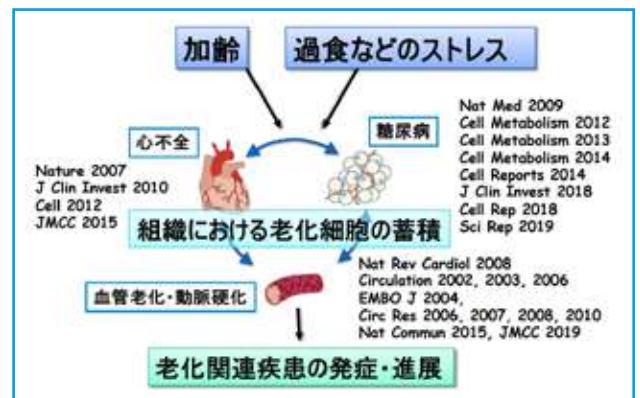 加齢
過食などのストレス
心不全
糖尿病
Nature 2007
J Clin Invest 2010
Cell 2012
JMCC 2015
Nat Med 2009
Cell Metabolism 2012
Cell Metabolism 2013
Cell Metabolism 2014
Cell Reports 2014
J Clin Invest 2018
Cell Rep 2018
Sci Rep 2019
組織における老化細胞の蓄積
血管老化・動脈硬化
Nat Rev Cardiol 2008
Circulation 2002, 2003, 2006
EMBO J 2004,
Circ Res 2006, 2007, 2008, 2010
Nat Commun 2015, JMCC 2019
老化関連疾患の発症・進展